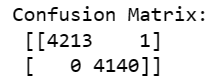 Confusion Matrix:
[[4213 1]
[ 0 4140]]